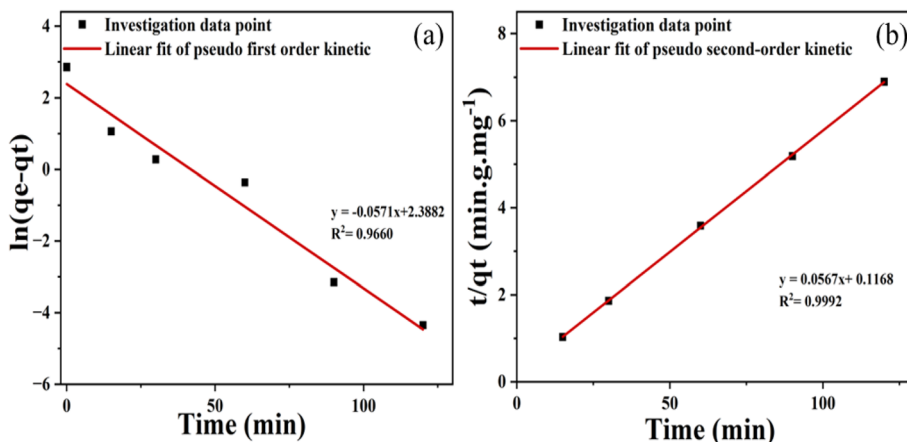 Investigation data point
Linear fit of pseudo first order kinetic
(a)
4
2
0
−2
−4
−6
ln(qe-qt)
y = -0.0571x+2.3882
R²= 0.9660
0
50
100
Time (min)
Investigation data point
Linear fit of pseudo second-order kinetic
(b)
8
6
4
2
0
t/qt (min.g.mg⁻¹)
y = 0.0567x+ 0.1168
R²= 0.9992
0
50
100
Time (min)